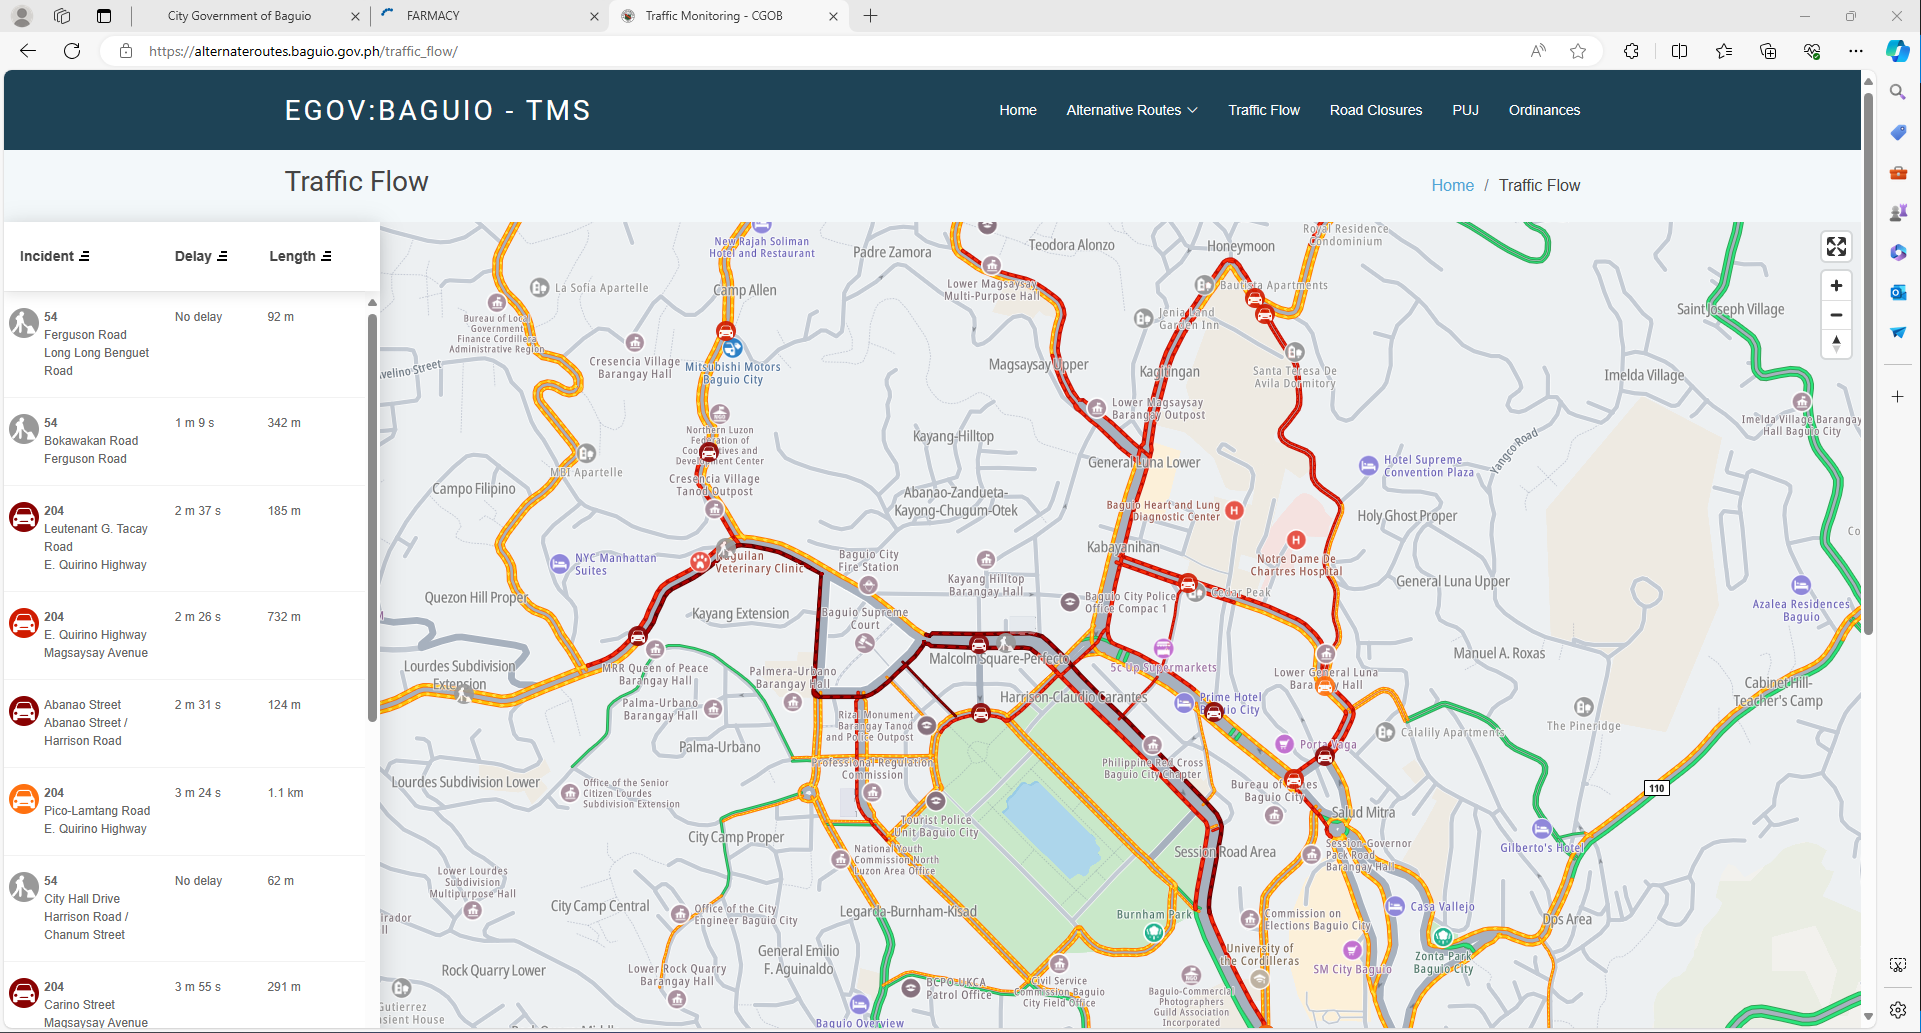 City Government of Baguio
FARMACY
Traffic Monitoring - CGOB
https://alternateroutes.baguio.gov.ph/traffic_flow/
EGOV:BAGUIO - TMS
Home
Alternative Routes
Traffic Flow
Road Closures
PUJ
Ordinances
Traffic Flow
Home / Traffic Flow
Incident
Delay
Length
54
No delay
92 m
Ferguson Road
Long Long Benguet
Road
54
1 m 9 s
342 m
Bokawakan Road
Ferguson Road
204
2 m 37 s
185 m
Leutenant G. Tacay
Road
E. Quirino Highway
204
2 m 26 s
732 m
E. Quirino Highway
Magsaysay Avenue
Abanao Street
2 m 31 s
124 m
Abanao Street /
Harrison Road
204
3 m 24 s
1.1 km
Pico-Lamtang Road
E. Quirino Highway
54
No delay
62 m
City Hall Drive
Harrison Road /
Chanum Street
204
3 m 55 s
291 m
Carino Street
Magsaysay Avenue
New Rajah Soliman
Hotel and Restaurant
Padre Zamora
Teodora Alonzo
Honeymoon
Royal Residence
Condominium
La Sofia Apartelle
Camp Allen
Lower Magsaysay
Multi-Purpose Hall
Bautista Apartments
Bureau of Local
Government
Finance Cordillera
Administrative Region
Jenia Land
Garden Inn
Saint Joseph Village
Cresencia Village
Barangay Hall
Mitsubishi Motors
Baguio City
Magsaysay Upper
Kagitingan
Santa Teresa De
Avila Dormitory
Imelda Village
Lower Magsaysay
Barangay Outpost
Imelda Village Barangay
Hall Baguio City
Northern Luzon
Federation of
Cooperatives and
Development Center
Kayang-Hilltop
General Luna Lower
Hotel Supreme
Convention Plaza
Yangco Road
MBI Apartelle
Campo Filipino
Cresencia Village
Tanod Outpost
Abanao-Zandueta-
Kayong-Chugum-Otek
Baguio Heart and Lung
Diagnostic Center
Holy Ghost Proper
Kabayanihan
Notre Dame De
Chartres Hospital
NYC Manhattan
Suites
Naguilan
Veterinary Clinic
Baguio City
Fire Station
Kayang Hilltop
Barangay Hall
General Luna Upper
Quezon Hill Proper
Kayang Extension
Baguio Supreme
Court
Baguio City Police
Office Compac 1
Cedar Peak
Azalea Residences
Baguio
Lourdes Subdivision
Extension
MRR Queen of Peace
Barangay Hall
Palmera-Urbano
Barangay Hall
Malcolm Square-Perfecto
5c Up Supermarkets
Lower General Luna
Barangay Hall
Manuel A. Roxas
Harrison-Claudio Carantes
Prime Hotel
Baguio City
Cabinet Hill-
Teacher's Camp
Palma-Urbano
Barangay Hall
Rizal Monument
Barangay Tanod
and Police Outpost
The Pineridge
Palma-Urbano
Calalily Apartments
Porta Vaga
Professional Regulation
Commission
Philippine Red Cross
Baguio City Chapter
Lourdes Subdivision Lower
Office of the Senior
Citizen Lourdes
Subdivision Extension
Baguio City
110
Tourist Police
Unit Baguio City
Salud Mitra
City Camp Proper
National Youth
Commission North
Luzon Area Office
Session Road Area
Session-Governor
Pack Road
Barangay Hall
Gilberto's Hotel
Lower Lourdes
Subdivision
Multipurpose Hall
City Camp Central
Office of the City
Engineer Baguio City
Legarda-Burnham-Kisad
Burnham Park
Commission on
Elections Baguio City
Casa Vallejo
Dps Area
General Emilio
F. Aguinaldo
University of
the Cordilleras
SM City Baguio
Zonta Park
Baguio City
Rock Quarry Lower
Lower Rock Quarry
Barangay Hall
BCPO-UKCA
Patrol Office
Civil Service
Commission Baguio
City Field Office
Baguio-Commercial
Photographers
Guild Association
Incorporated
Baguio Overview